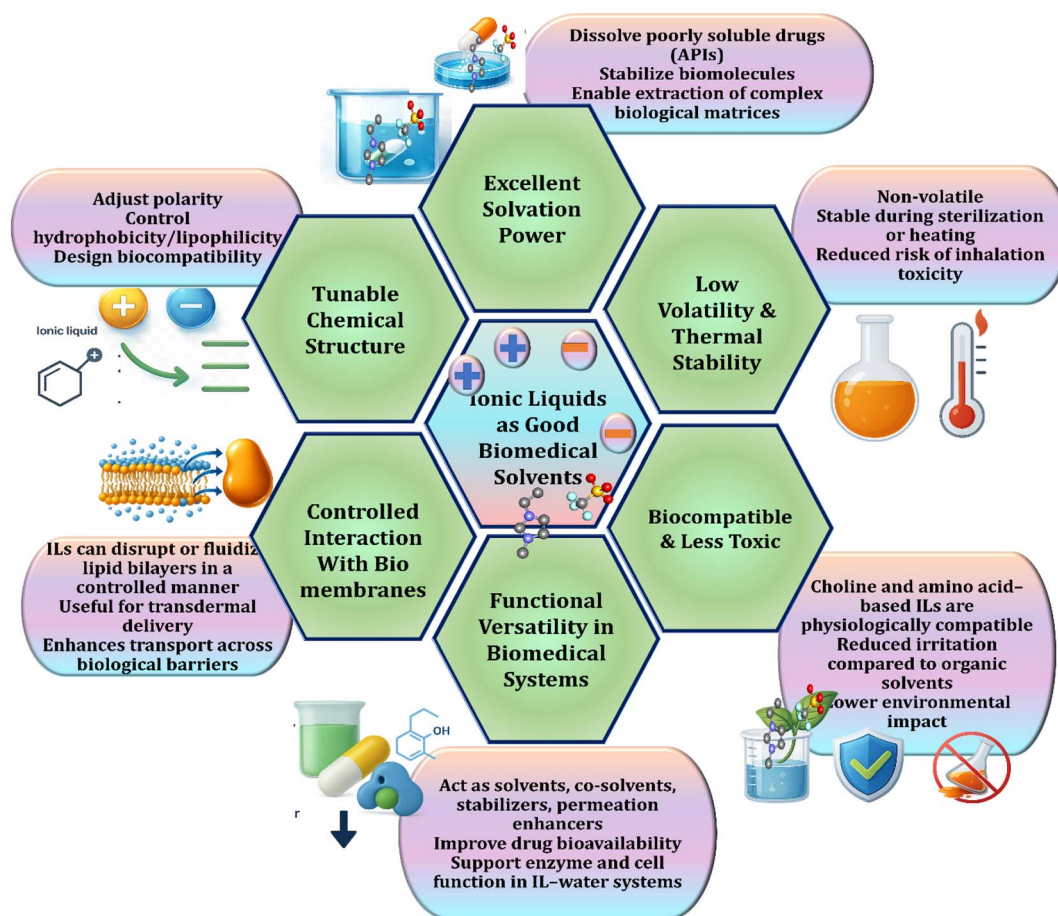 Dissolve poorly soluble drugs
(APIs)
Stabilize biomolecules
Enable extraction of complex
biological matrices
Excellent
Solvation
Power
Adjust polarity
Control
hydrophobicity/lipophilicity
Design biocompatibility
Tunable
Chemical
Structure
Non-volatile
Stable during sterilization
or heating
Reduced risk of inhalation
toxicity
Low
Volatility &
Thermal
Stability
Ionic liquid
Ionic Liquids
as Good
Biomedical
Solvents
Controlled
Interaction
With Bio
membranes
Biocompatible
& Less Toxic
ILs can disrupt or fluidiz
lipid bilayers in a
controlled manner
Useful for transdermal
delivery
Enhances transport across
biological barriers
Functional
Versatility in
Biomedical
Systems
Choline and amino acid–
based ILs are
physiologically compatible
Reduced irritation
compared to organic
solvents
Lower environmental
impact
OH
r
Act as solvents, co-solvents,
stabilizers, permeation
enhancers
Improve drug bioavailability
Support enzyme and cell
function in IL–water systems